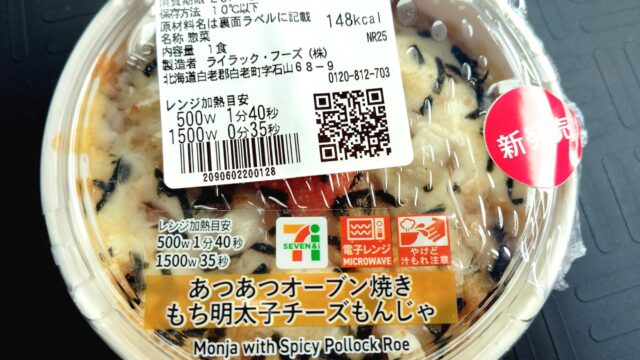 保存方法 10℃以下
原材料名は裏面ラベルに記載 148kcal
名称 惣菜 NR25
内容量 1食
製造者 ライラック・フーズ(株)
北海道白老郡白老町字石山68-9 0120-812-703
レンジ加熱目安
500W 1分40秒
1500W 0分35秒
2090602200128
新発売
レンジ加熱目安
500W 1分40秒
1500W 35秒
7
SEVEN&i
電子レンジ
MICROWAVE
やけど
汁もれ注意
あつあつオーブン焼き
もち明太子チーズもんじゃ
Monja with Spicy Pollock Roe